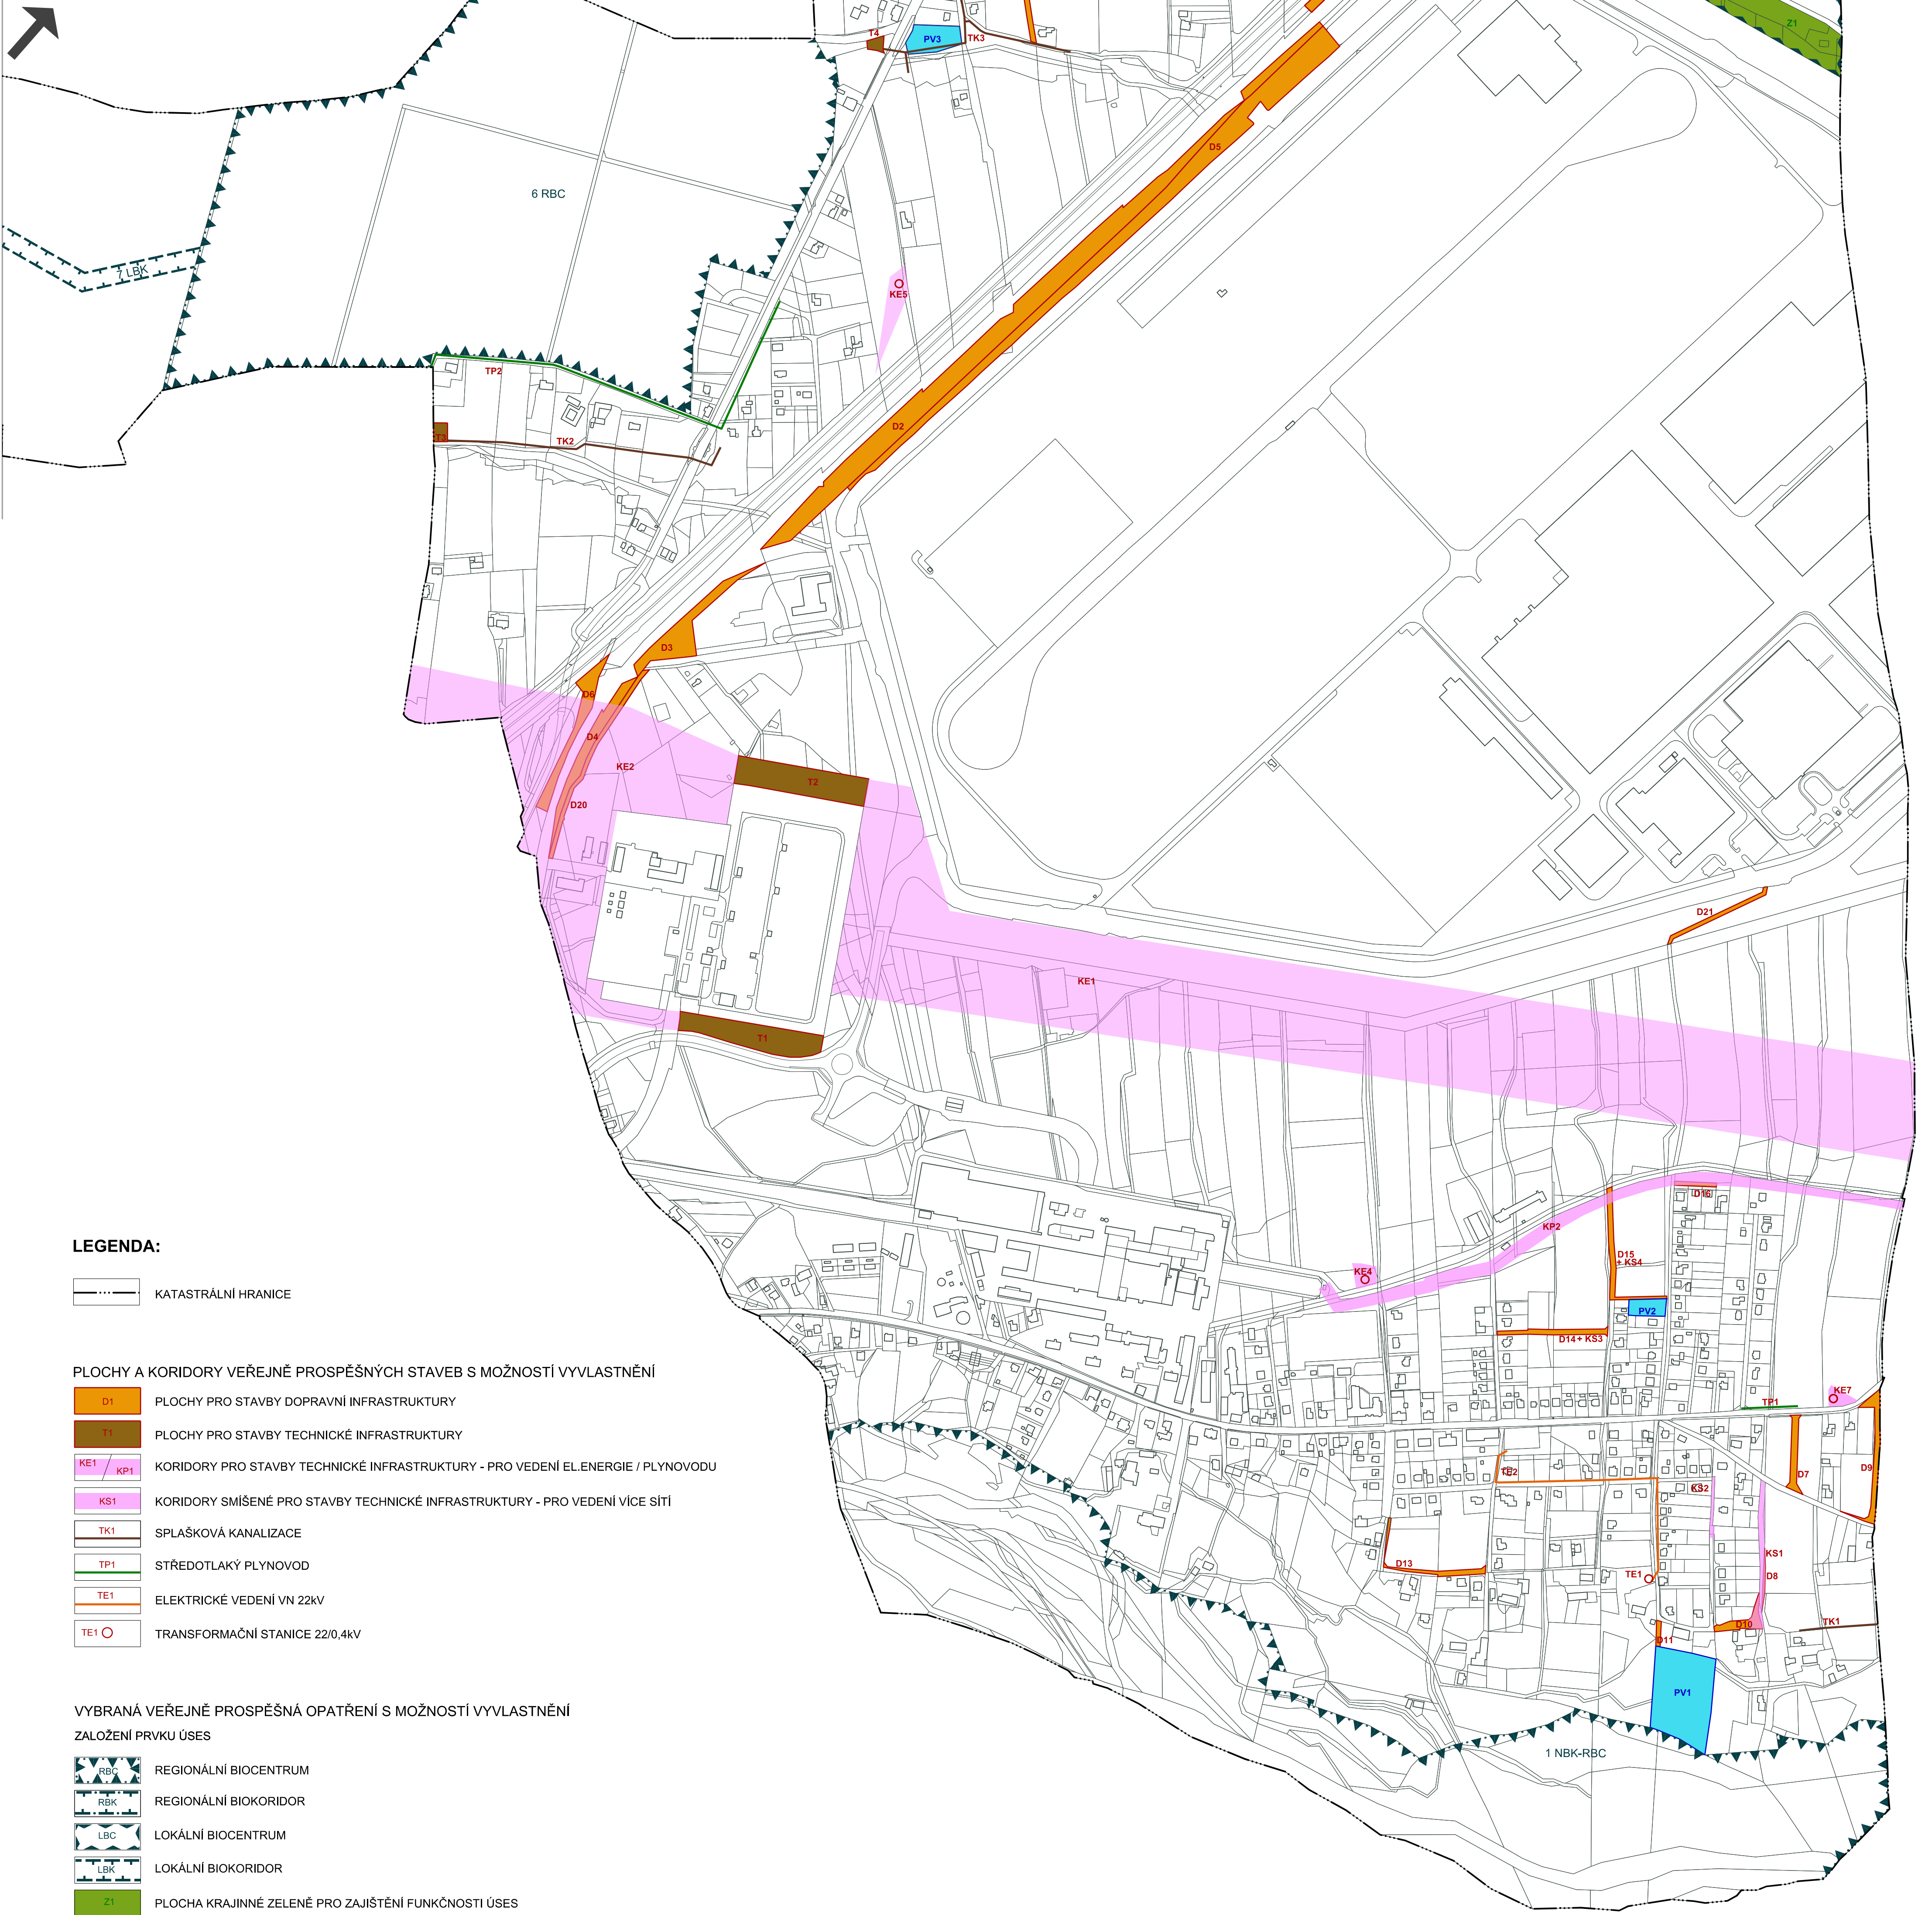 Z1
T4
PV3
TK3
D5
6 RBC
7 LBK
KE5
TP2
D2
T3
TK2
D3
D6
D4
KE2
T2
D20
D21
KE1
T1
D16
KP2
D15
+ KS4
KE4
PV2
D14 + KS3
KE7
TP1
TE2
D7
D9
KS2
KS1
D13
TE1
D8
TK1
D10
D11
PV1
1 NBK-RBC
LEGENDA:
KATASTRÁLNÍ HRANICE
PLOCHY A KORIDORY VEŘEJNĚ PROSPĚŠNÝCH STAVEB S MOŽNOSTÍ VYVLASTNĚNÍ
D1 PLOCHY PRO STAVBY DOPRAVNÍ INFRASTRUKTURY
T1 PLOCHY PRO STAVBY TECHNICKÉ INFRASTRUKTURY
KE1 KP1 KORIDORY PRO STAVBY TECHNICKÉ INFRASTRUKTURY - PRO VEDENÍ EL.ENERGIE / PLYNOVODU
KS1 KORIDORY SMÍŠENÉ PRO STAVBY TECHNICKÉ INFRASTRUKTURY - PRO VEDENÍ VÍCE SÍTÍ
TK1 SPLAŠKOVÁ KANALIZACE
TP1 STŘEDOTLAKÝ PLYNOVOD
TE1 ELEKTRICKÉ VEDENÍ VN 22kV
TE1 TRANSFORMAČNÍ STANICE 22/0,4kV
VYBRANÁ VEŘEJNĚ PROSPĚŠNÁ OPATŘENÍ S MOŽNOSTÍ VYVLASTNĚNÍ
ZALOŽENÍ PRVKU ÚSES
RBC REGIONÁLNÍ BIOCENTRUM
RBK REGIONÁLNÍ BIOKORIDOR
LBC LOKÁLNÍ BIOCENTRUM
LBK LOKÁLNÍ BIOKORIDOR
Z1 PLOCHA KRAJINNÉ ZELENĚ PRO ZAJIŠTĚNÍ FUNKČNOSTI ÚSES